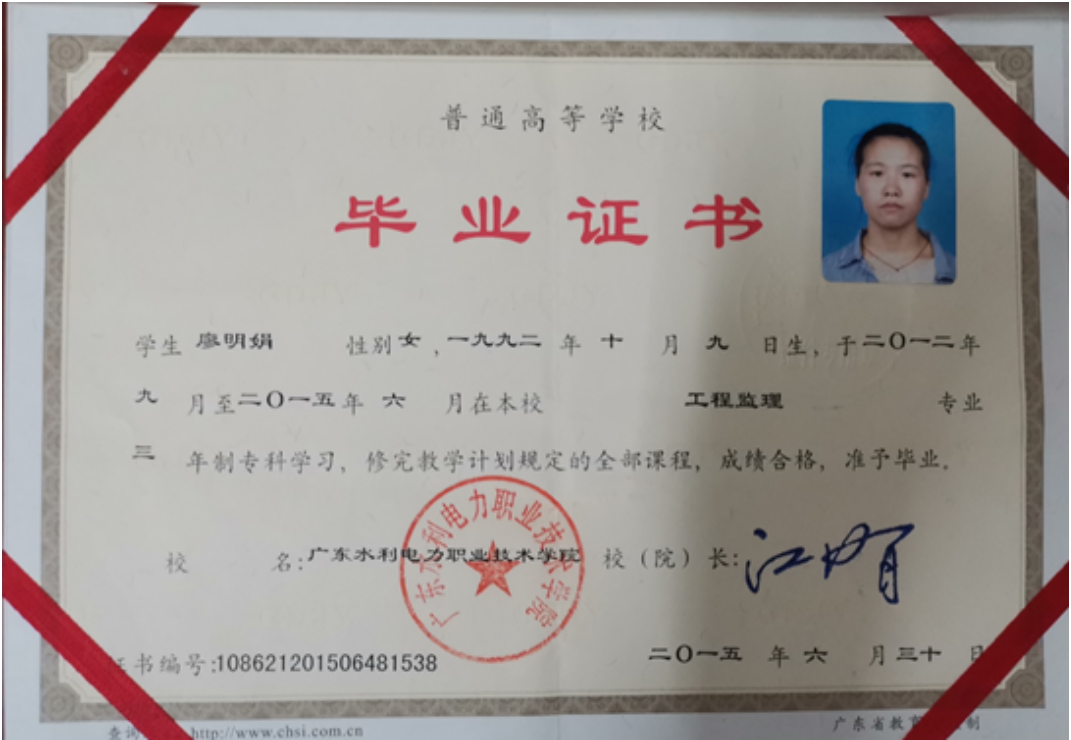 普通高等学校
毕业证书
学生 廖明娟 性别女,一九九二 年 十 月 九 日生,于二〇一二年
九 月至二〇一五年 六 月在本校 工程监理 专业
三 年制专科学习,修完教学计划规定的全部课程,成绩合格,准予毕业。
校 名:广东水利电力职业技术学院 校(院)长:
广东水利电力职业技术学院
证书编号:108621201506481538 二〇一五 年 六 月三十 日
查询 http://www.chsi.com.cn 广东省教育 制